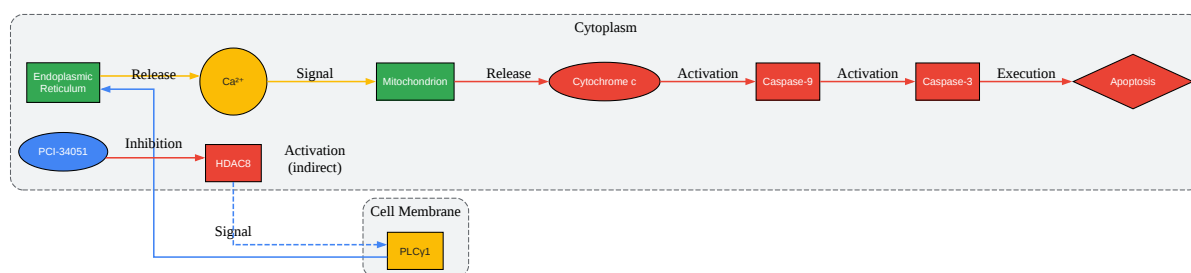 Cytoplasm
Endoplasmic
Reticulum
Release
Ca²⁺
Signal
Mitochondrion
Release
Cytochrome c
Activation
Caspase-9
Activation
Caspase-3
Execution
Apoptosis
PCI-34051
Inhibition
HDAC8
Activation
(indirect)
Cell Membrane
Signal
PLCγ1